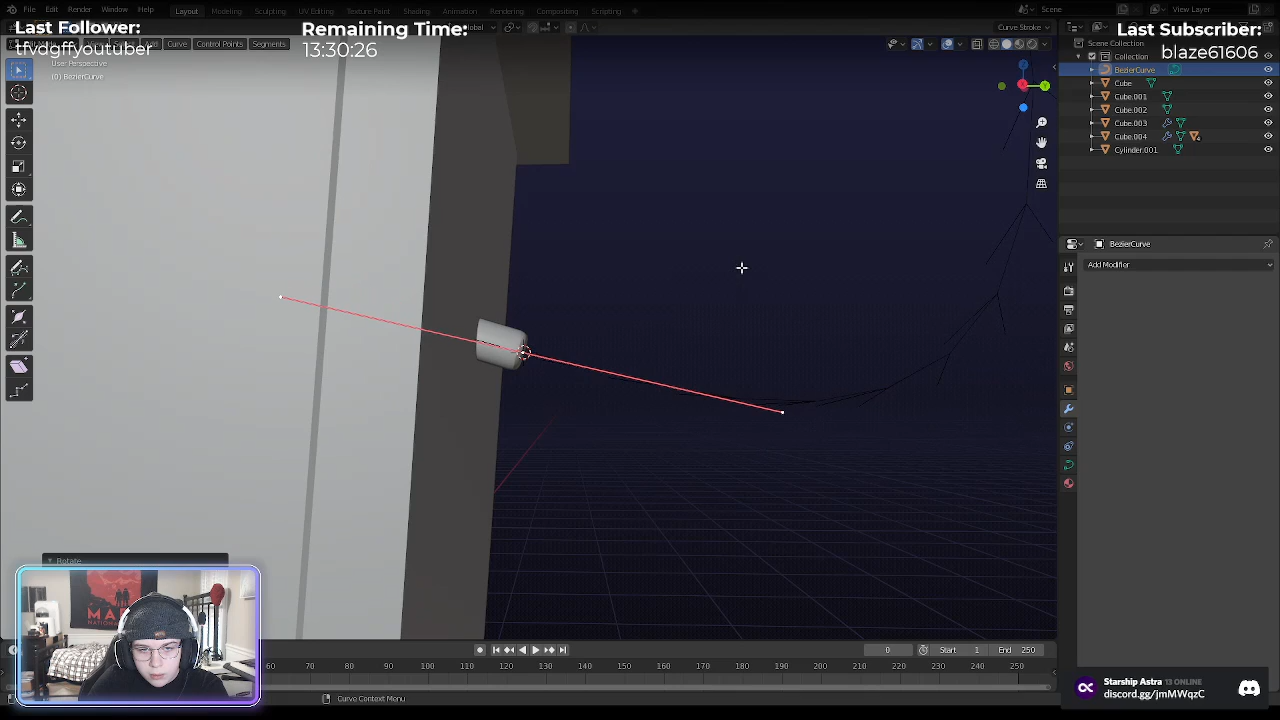 File Edit Render Window Help Layout Modeling Sculpting UV Editing Texture Paint Shading Animation Rendering Compositing Scripting Scene View Layer
Last Follower:
tfvdgffyoutuber
Remaining Time:
13:30:26
Last Subscriber:
blaze61606
Curve Stroke
Curve Control Points Segments
User Perspective
(0) BezierCurve
Scene Collection
Collection
BezierCurve
Cube
Cube.001
Cube.002
Cube.003
Cube.004
Cylinder.001
BezierCurve
Add Modifier
Rotate
0 Start 1 End 250
60 70 80 90 100 110 120 130 140 150 160 170 180 190 200 210 220 230 240 250
Curve Context Menu
Starship Astra 13 ONLINE
discord.gg/jmMWqzC